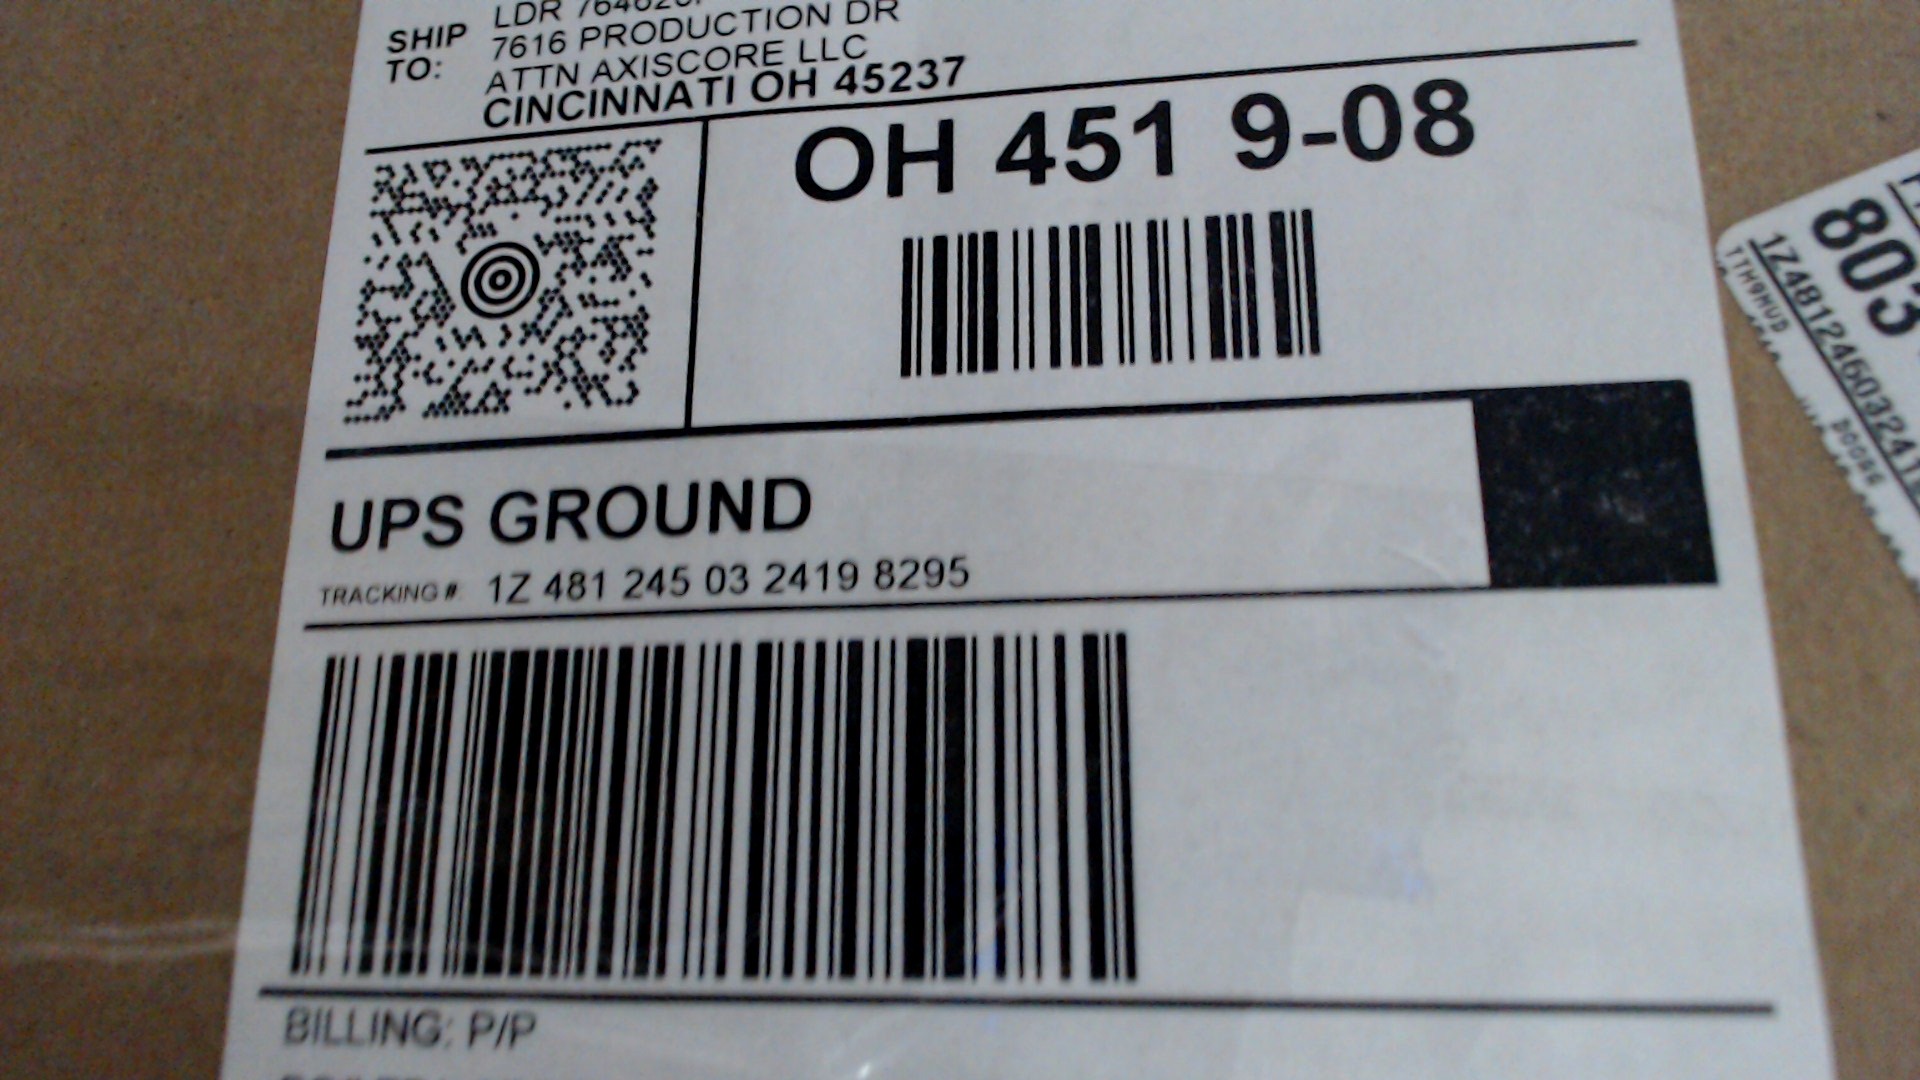 SHIP TO:
LDR
7616 PRODUCTION DR
ATTN AXISCORE LLC
CINCINNATI OH 45237
OH 451 9-08
UPS GROUND
TRACKING # 1Z 481 245 03 2419 8295
BILLING: P/P
803